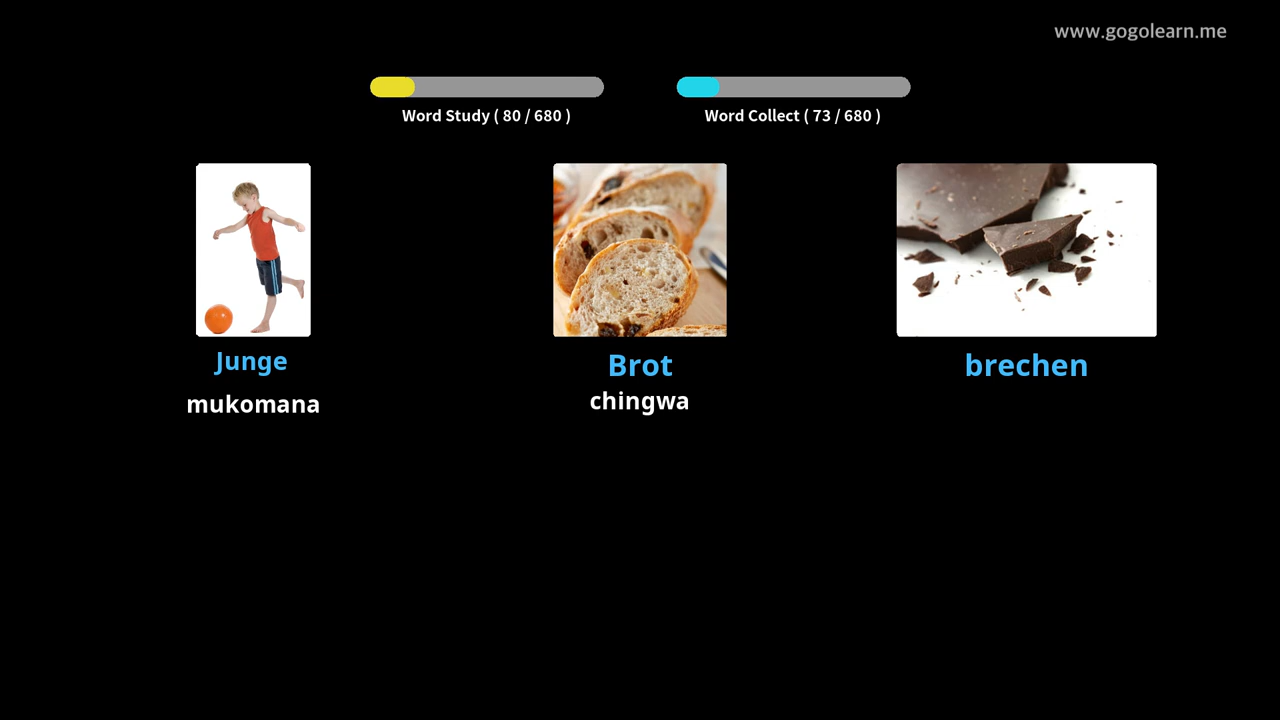 www.gogolearn.me
Word Study ( 80 / 680 )
Word Collect ( 73 / 680 )
Junge
mukomana
Brot
chingwa
brechen